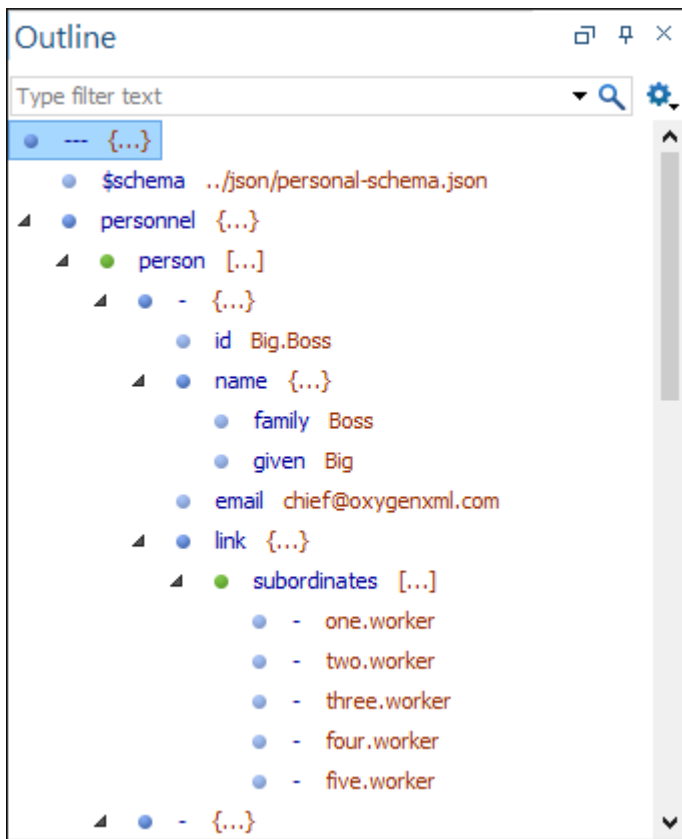 Outline
Type filter text
--- {...}
$schema ../json/personal-schema.json
personnel {...}
person [...]
- {...}
id Big.Boss
name {...}
family Boss
given Big
email chief@oxygenxml.com
link {...}
subordinates [...]
- one.worker
- two.worker
- three.worker
- four.worker
- five.worker
- {...}